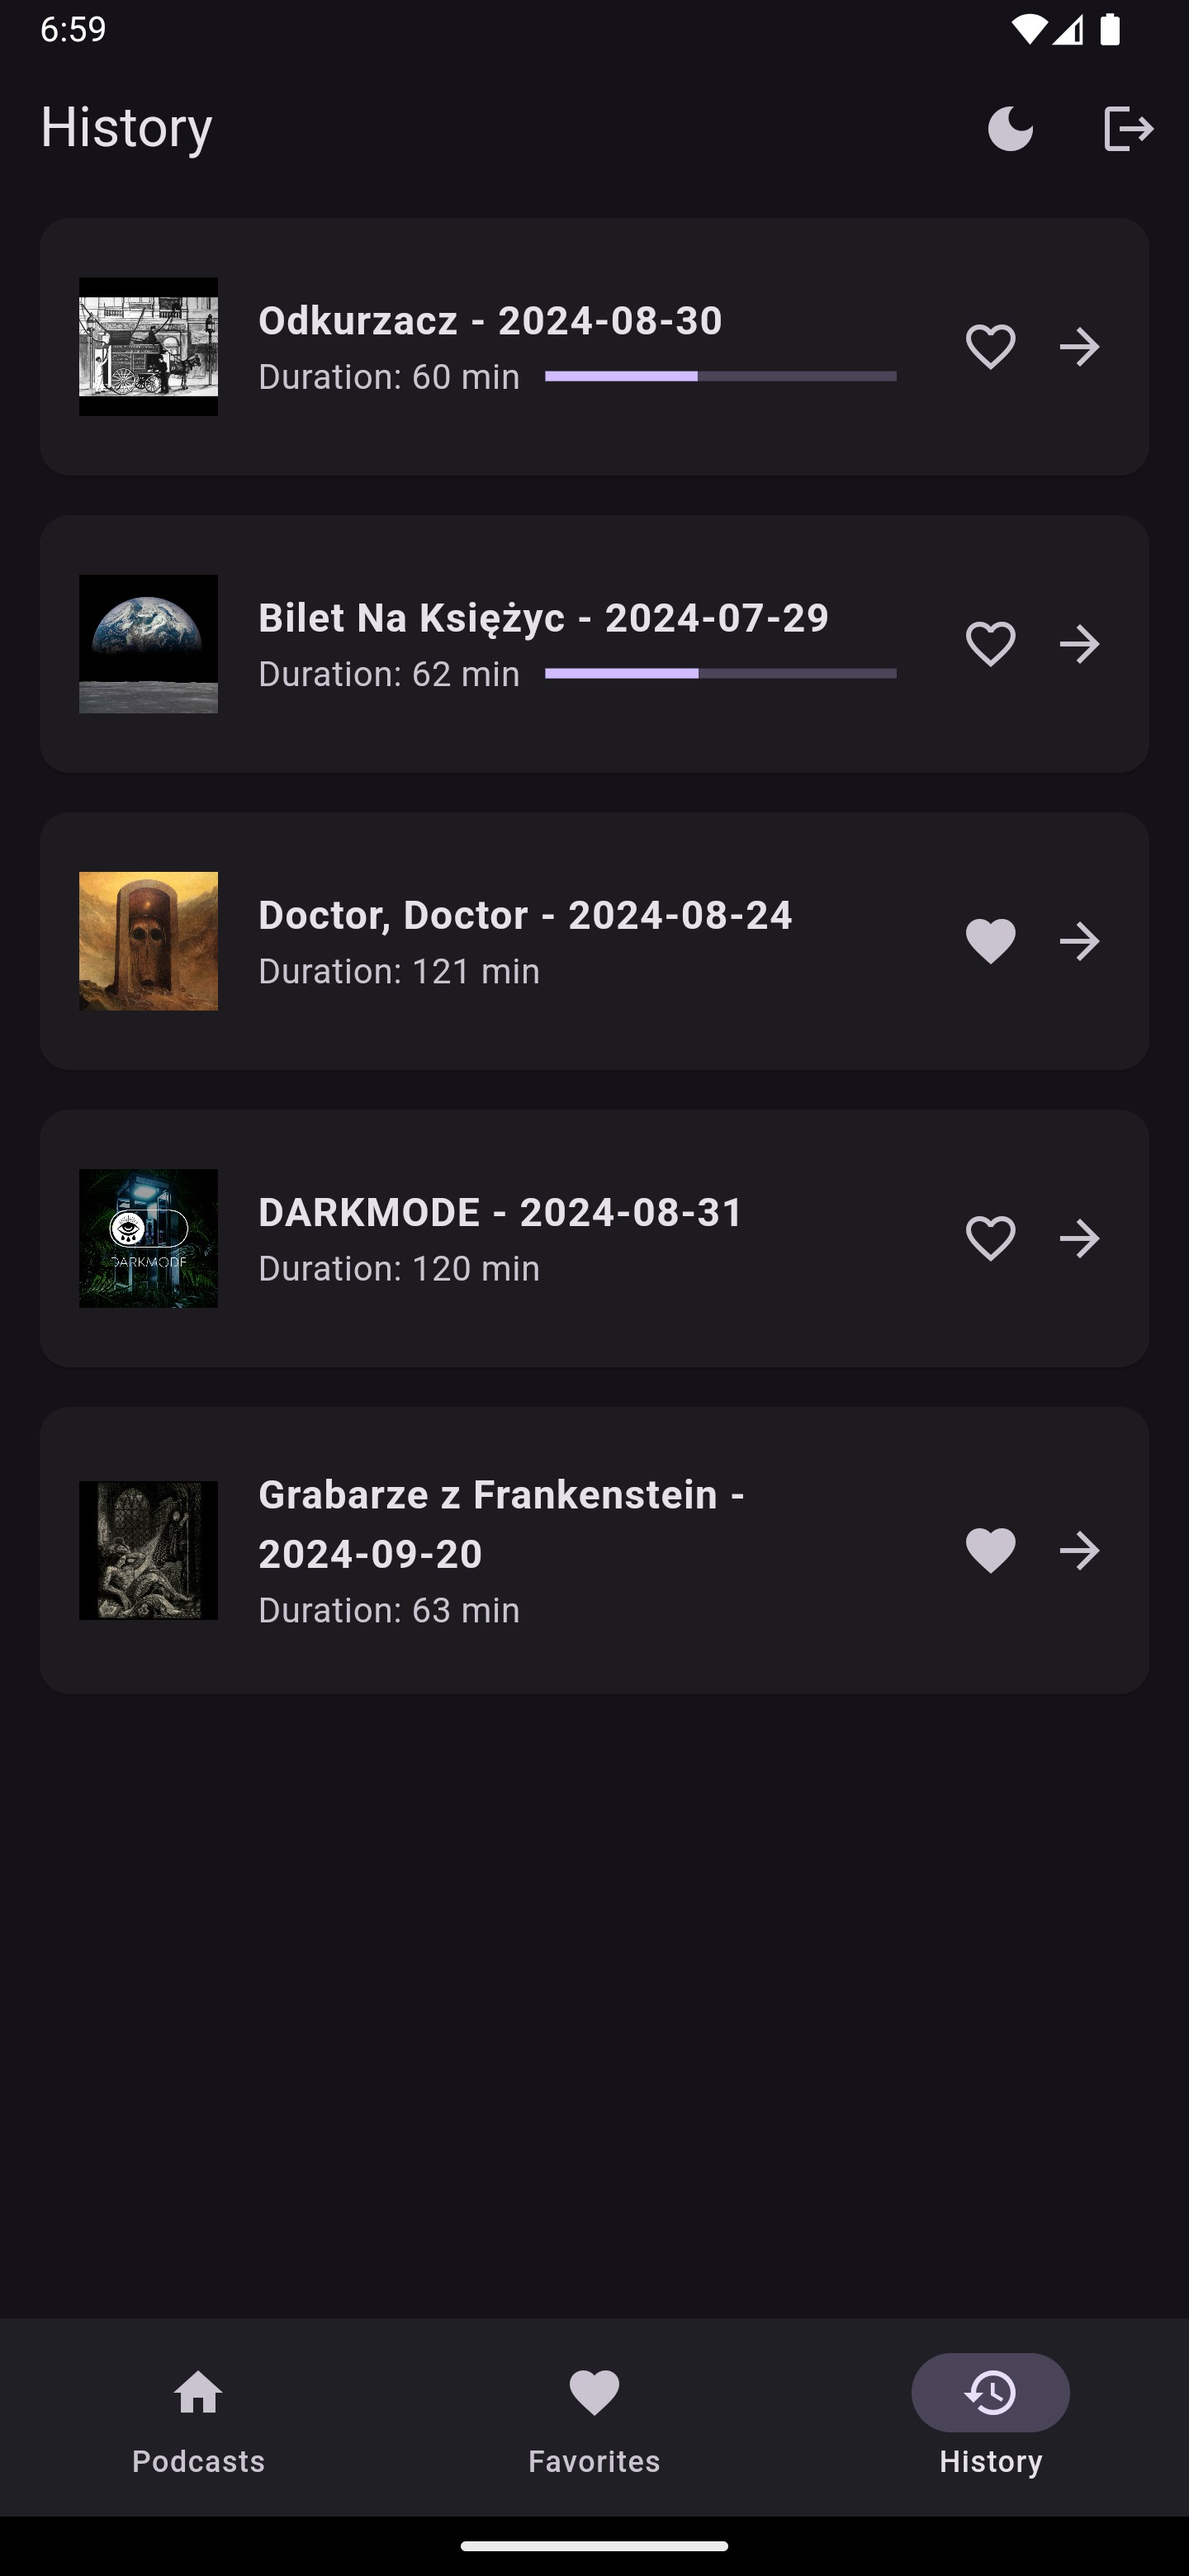 6:59
History
Odkurzacz - 2024-08-30
Duration: 60 min
Bilet Na Księżyc - 2024-07-29
Duration: 62 min
Doctor, Doctor - 2024-08-24
Duration: 121 min
DARKMODE
DARKMODE - 2024-08-31
Duration: 120 min
Grabarze z Frankenstein -
2024-09-20
Duration: 63 min
Podcasts
Favorites
History